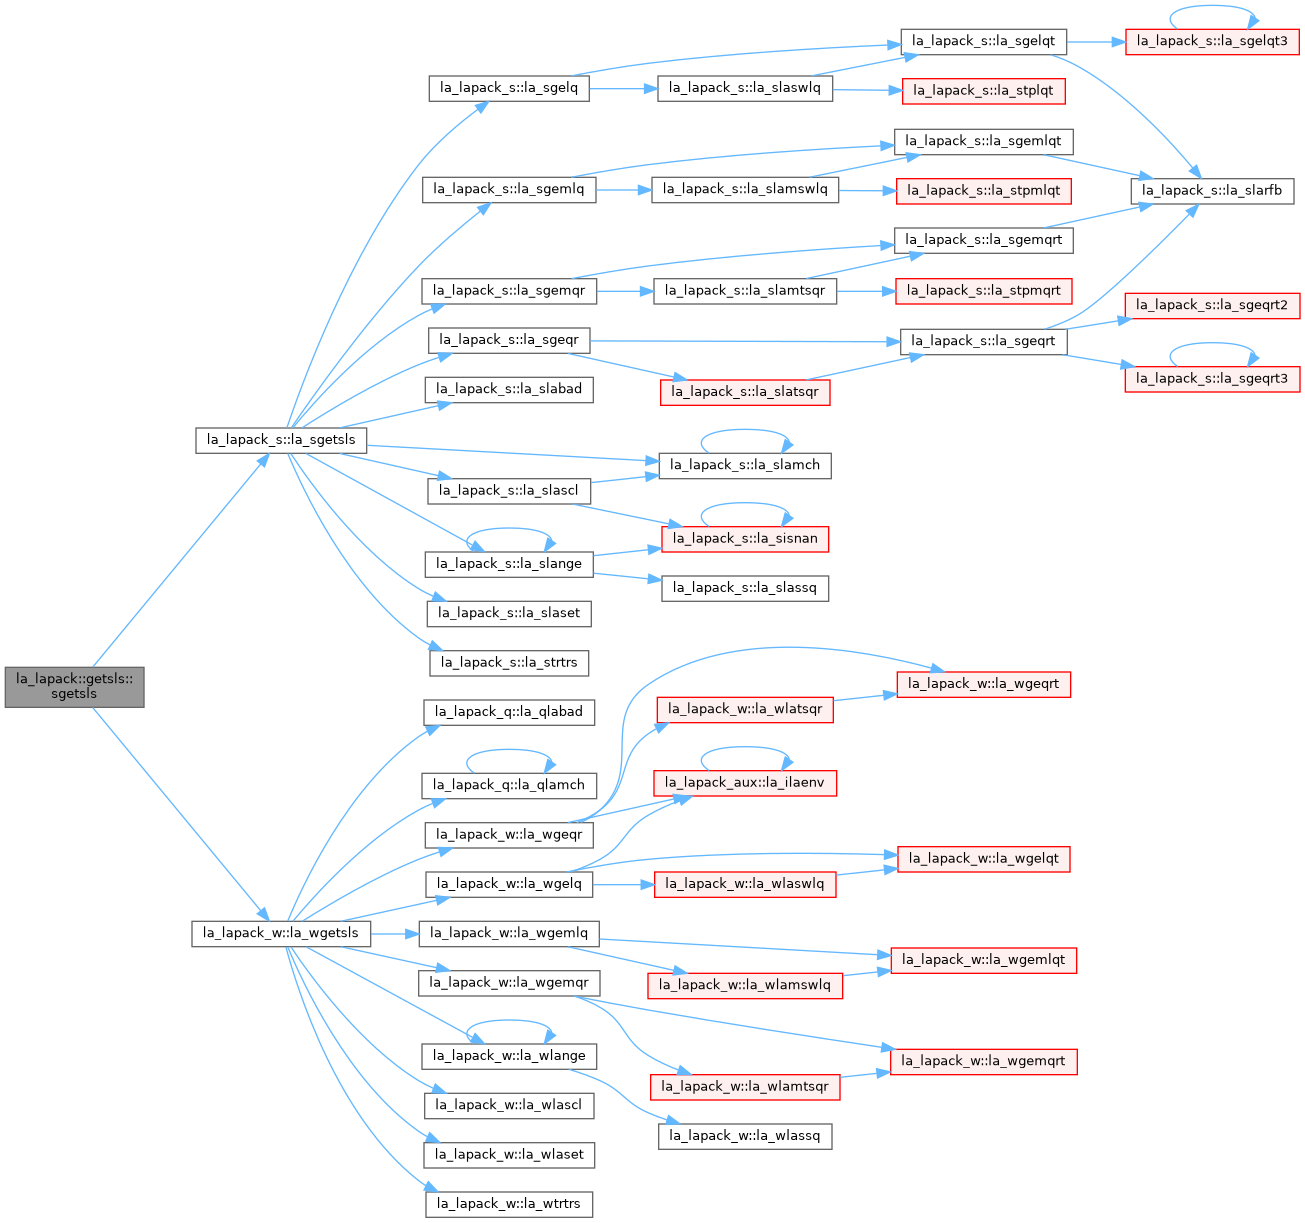 la_lapack::getsls::
sgetsls
la_lapack_s::la_sgetsls
la_lapack_w::la_wgetsls
la_lapack_s::la_sgelq
la_lapack_s::la_sgemlq
la_lapack_s::la_sgemqr
la_lapack_s::la_sgeqr
la_lapack_s::la_slabad
la_lapack_s::la_slascl
la_lapack_s::la_slange
la_lapack_s::la_slaset
la_lapack_s::la_strtrs
la_lapack_q::la_qlabad
la_lapack_q::la_qlamch
la_lapack_w::la_wgeqr
la_lapack_w::la_wgelq
la_lapack_w::la_wgemlq
la_lapack_w::la_wgemqr
la_lapack_w::la_wlange
la_lapack_w::la_wlascl
la_lapack_w::la_wlaset
la_lapack_w::la_wtrtrs
la_lapack_s::la_slaswlq
la_lapack_s::la_slamswlq
la_lapack_s::la_slamtsqr
la_lapack_s::la_slatsqr
la_lapack_s::la_slamch
la_lapack_s::la_sisnan
la_lapack_s::la_slassq
la_lapack_w::la_wlatsqr
la_lapack_aux::la_ilaenv
la_lapack_w::la_wlaswlq
la_lapack_w::la_wlamswlq
la_lapack_w::la_wlamtsqr
la_lapack_w::la_wlassq
la_lapack_s::la_sgelqt
la_lapack_s::la_stplqt
la_lapack_s::la_sgemlqt
la_lapack_s::la_stpmlqt
la_lapack_s::la_sgemqrt
la_lapack_s::la_stpmqrt
la_lapack_s::la_sgeqrt
la_lapack_w::la_wgeqrt
la_lapack_w::la_wgelqt
la_lapack_w::la_wgemlqt
la_lapack_w::la_wgemqrt
la_lapack_s::la_sgelqt3
la_lapack_s::la_slarfb
la_lapack_s::la_sgeqrt2
la_lapack_s::la_sgeqrt3